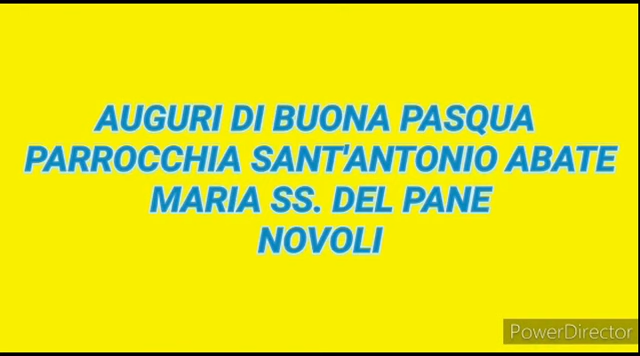 AUGURI DI BUONA PASQUA
PARROCCHIA SANT'ANTONIO ABATE
MARIA SS. DEL PANE
NOVOLI
PowerDirector